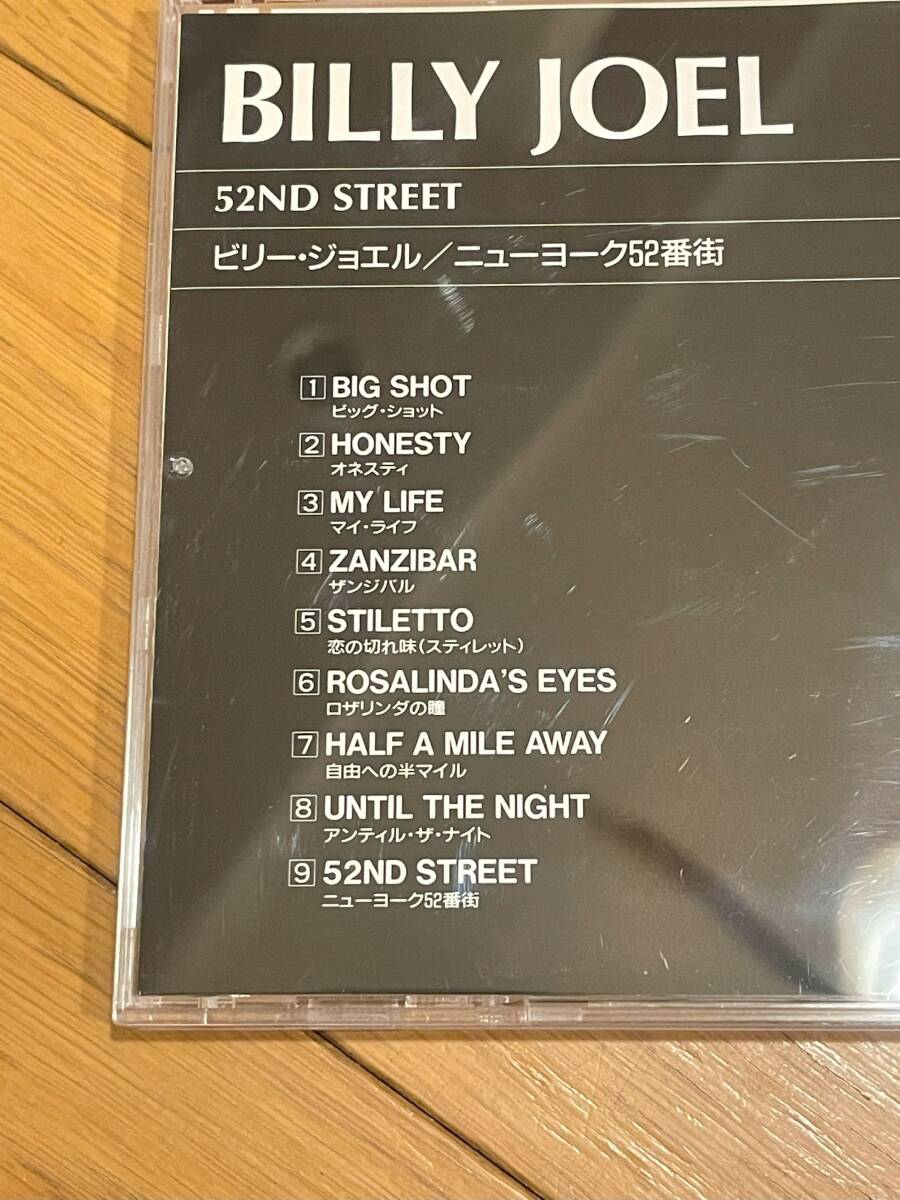 BILLY JOEL
52ND STREET
ビリー・ジョエル／ニューヨーク52番街
1 BIG SHOT
ビッグ・ショット
2 HONESTY
オネスティ
3 MY LIFE
マイ・ライフ
4 ZANZIBAR
ザンジバル
5 STILETTO
恋の切れ味(スティレット)
6 ROSALINDA'S EYES
ロザリンダの瞳
7 HALF A MILE AWAY
自由への半マイル
8 UNTIL THE NIGHT
アンティル・ザ・ナイト
9 52ND STREET
ニューヨーク52番街